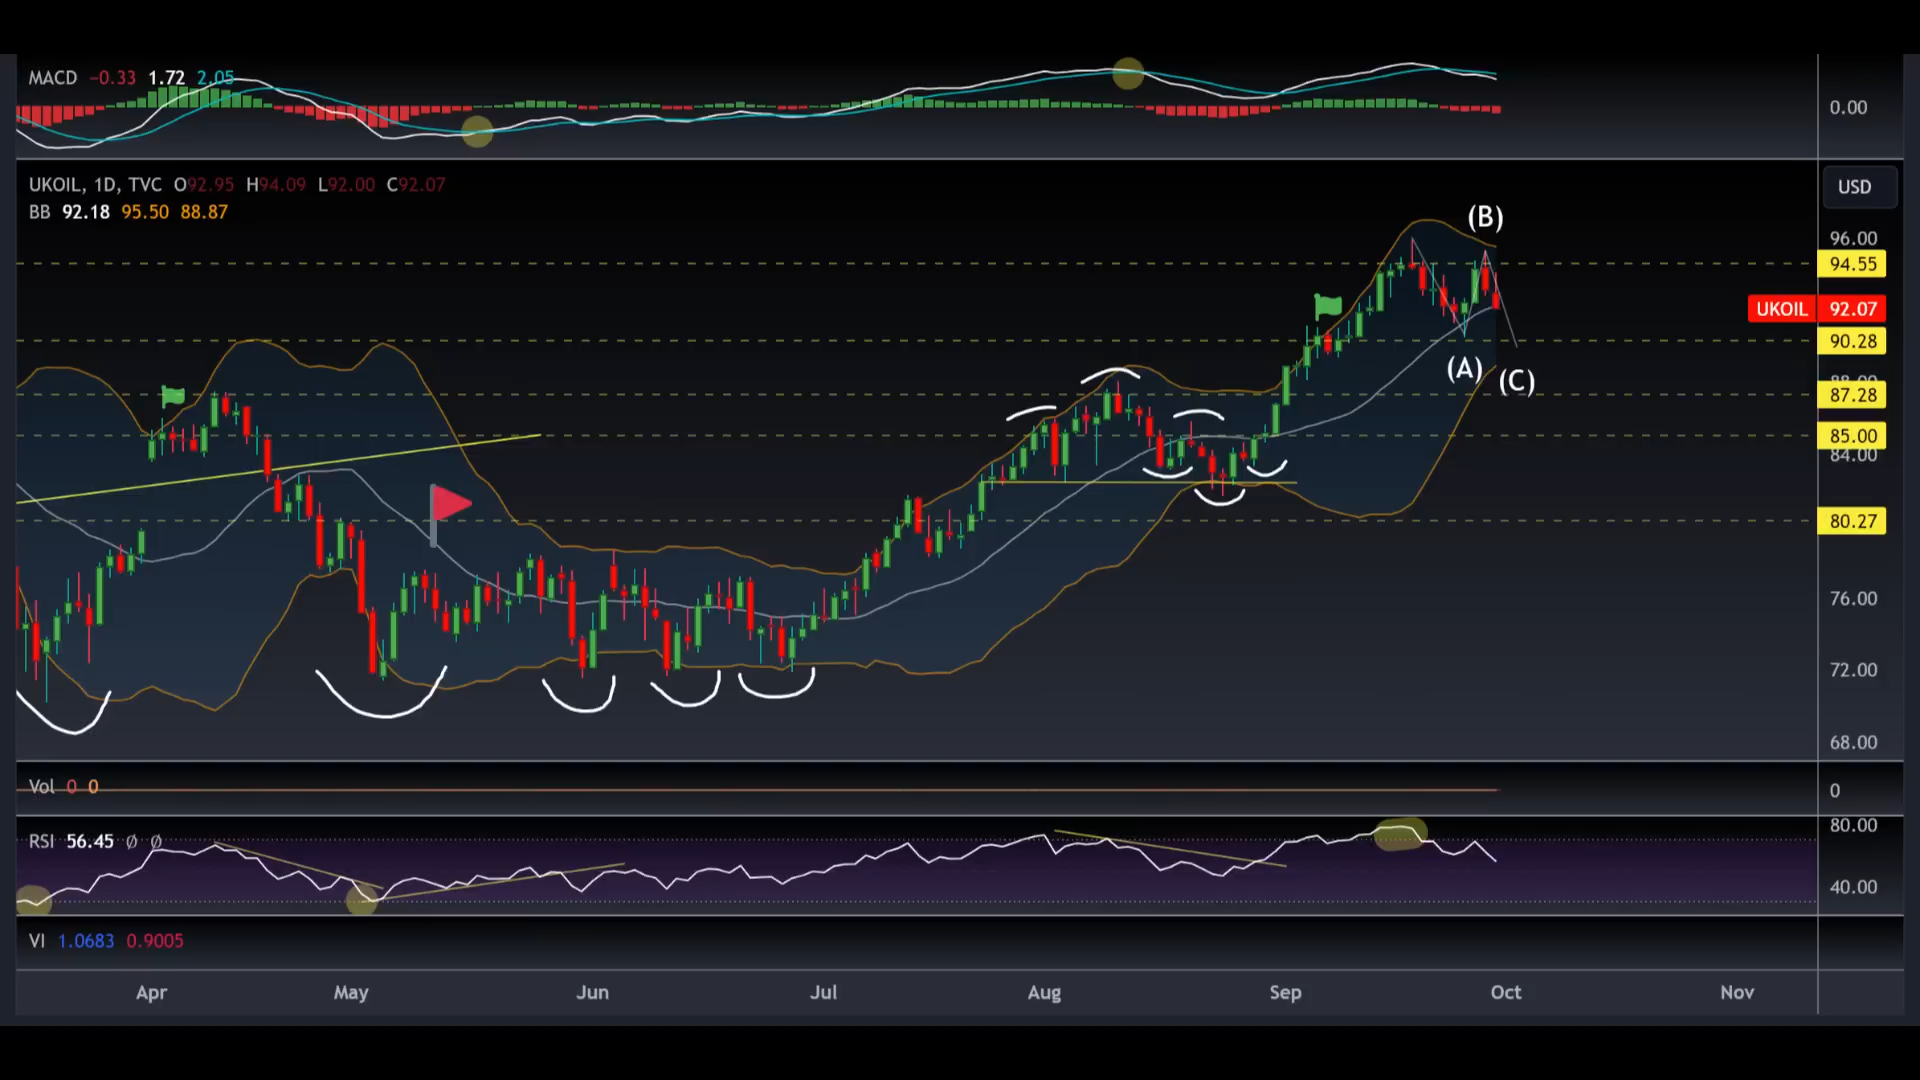 MACD −0.33 1.72 2.05
0.00
UKOIL, 1D, TVC O92.95 H94.09 L92.00 C92.07
USD
BB 92.18 95.50 88.87
(B)
96.00
94.55
UKOIL 92.07
90.28
(A)
(C)
88.00
87.28
85.00
84.00
80.27
76.00
72.00
68.00
Vol 0 0
0
RSI 56.45 ∅ ∅
80.00
40.00
VI 1.0683 0.9005
Apr May Jun Jul Aug Sep Oct Nov